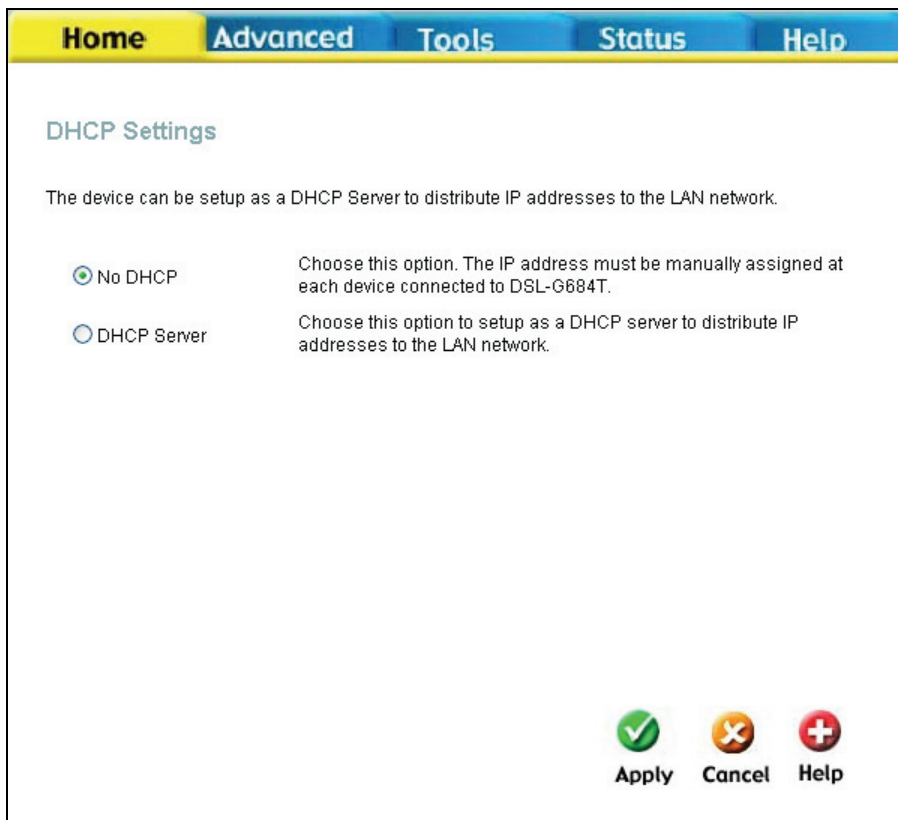 Home Advanced Tools Status Help
DHCP Settings
The device can be setup as a DHCP Server to distribute IP addresses to the LAN network.
No DHCP
Choose this option. The IP address must be manually assigned at
each device connected to DSL-G684T.
DHCP Server
Choose this option to setup as a DHCP server to distribute IP
addresses to the LAN network.
Apply Cancel Help